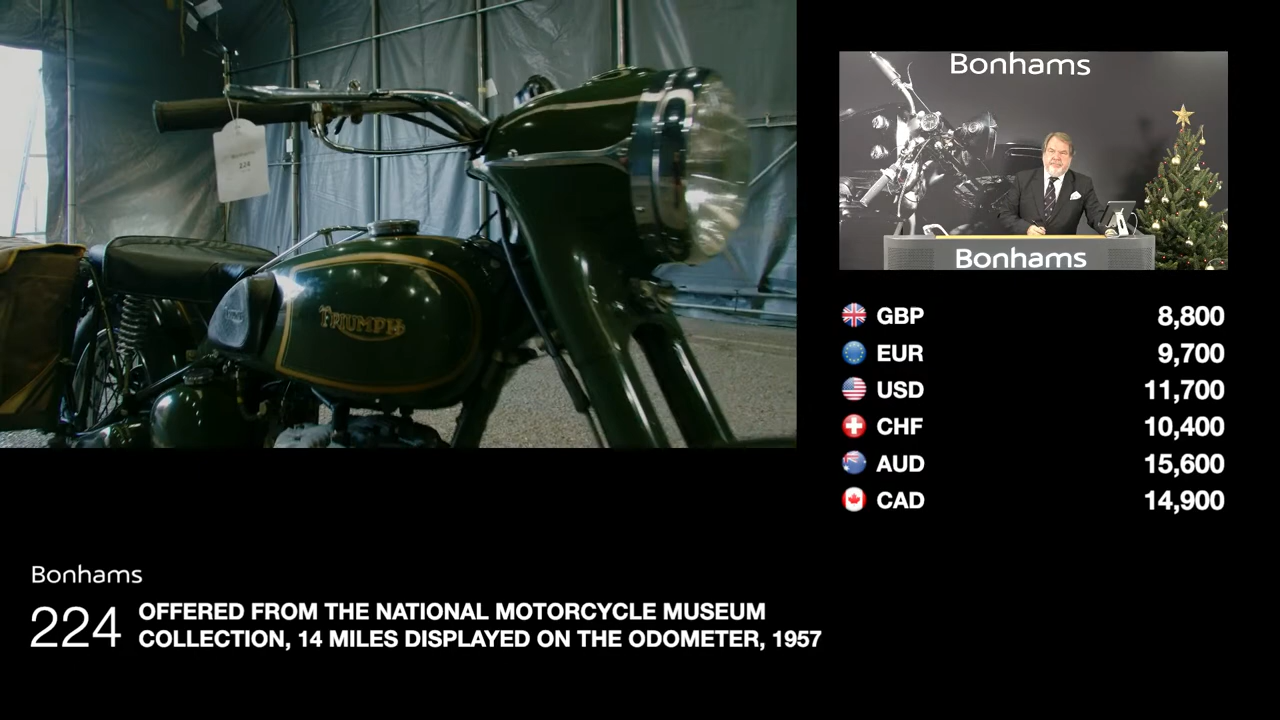 224
TRIUMPH
Bonhams
Bonhams
GBP 8,800
EUR 9,700
USD 11,700
CHF 10,400
AUD 15,600
CAD 14,900
Bonhams
224
OFFERED FROM THE NATIONAL MOTORCYCLE MUSEUM
COLLECTION, 14 MILES DISPLAYED ON THE ODOMETER, 1957